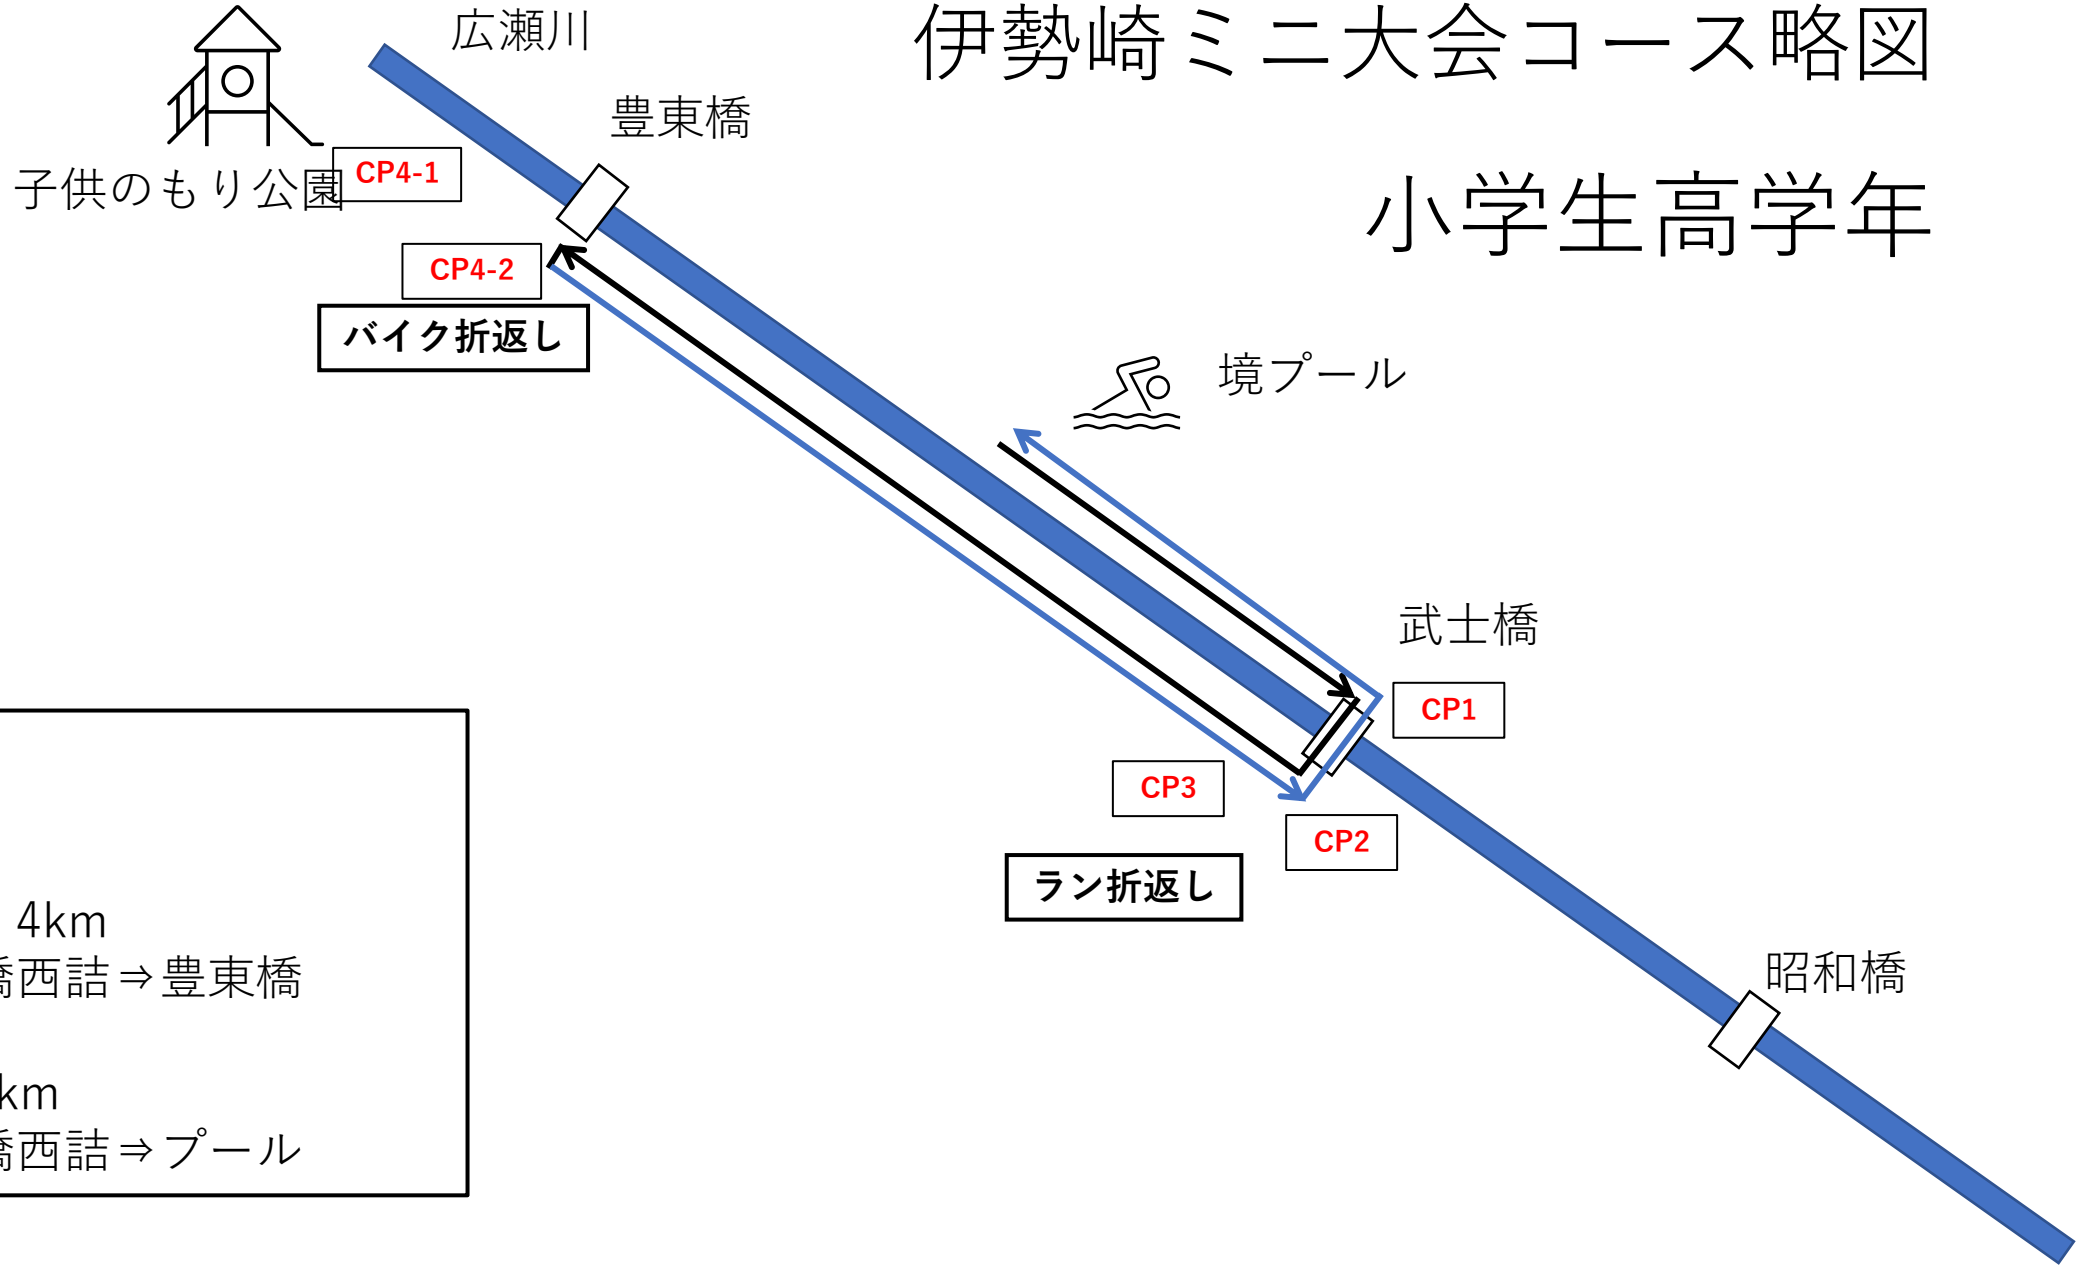 伊勢崎ミニ大会コース略図
小学生高学年
広瀬川
豊東橋
子供のもり公園
CP4-1
CP4-2
バイク折返し
境プール
武士橋
CP1
CP3
CP2
ラン折返し
昭和橋
4km
橋西詰⇒豊東橋
km
橋西詰⇒プール